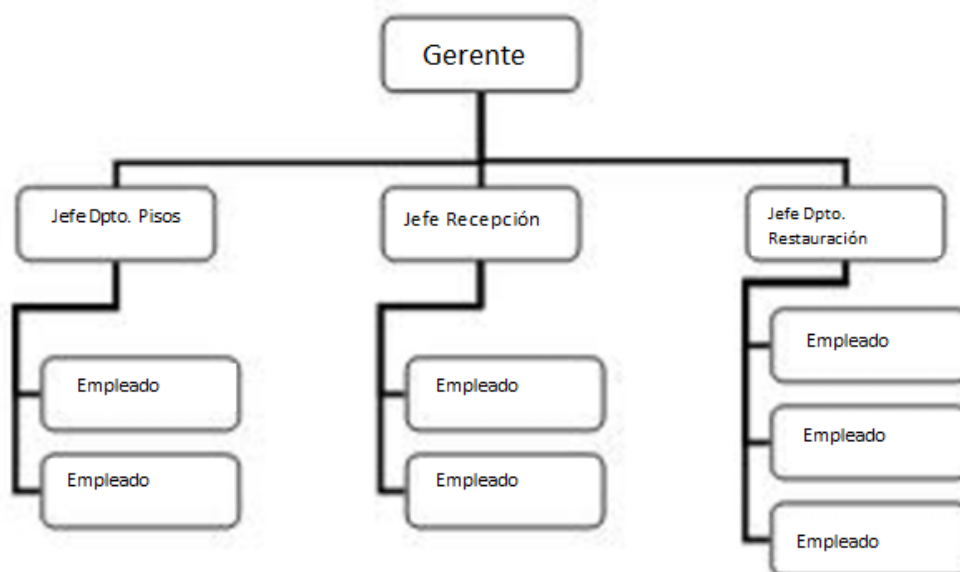 Gerente
Jefe Dpto. Pisos
Jefe Recepción
Jefe Dpto.
Restauración
Empleado
Empleado
Empleado
Empleado
Empleado
Empleado
Empleado